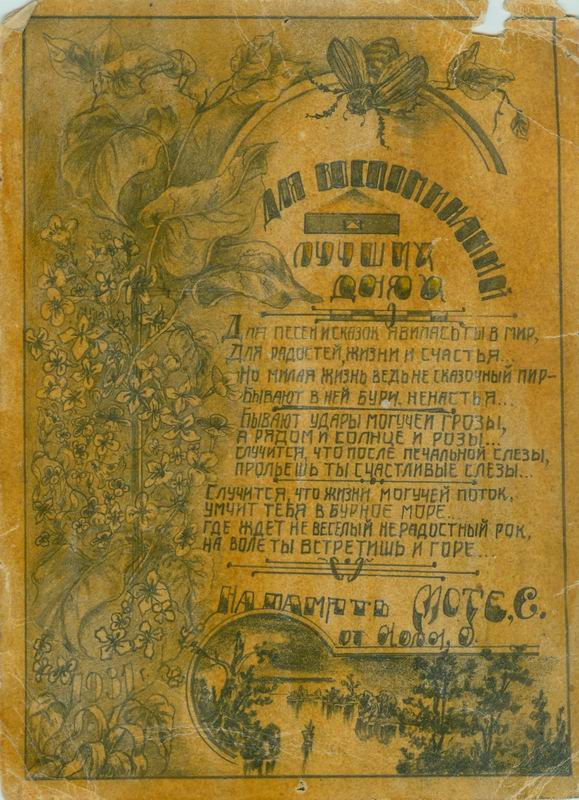 Для воспоминаний
лучших
дней
Для песен и сказок явилась ты в мир,
Для радостей, жизни и счастья...
Но милая жизнь ведь не сказочный пир-
Бывают в ней бури, ненастья...
Бывают удары могучей грозы,
а рядом и солнце и розы...
случится, что после печальной слезы,
прольёшь ты счастливые слезы...
Случится, что жизни могучей поток,
умчит тебя в бурное море...
где ждет не веселый нерадостный рок,
на воле ты встретишь и горе...
На память Моте, С.
от